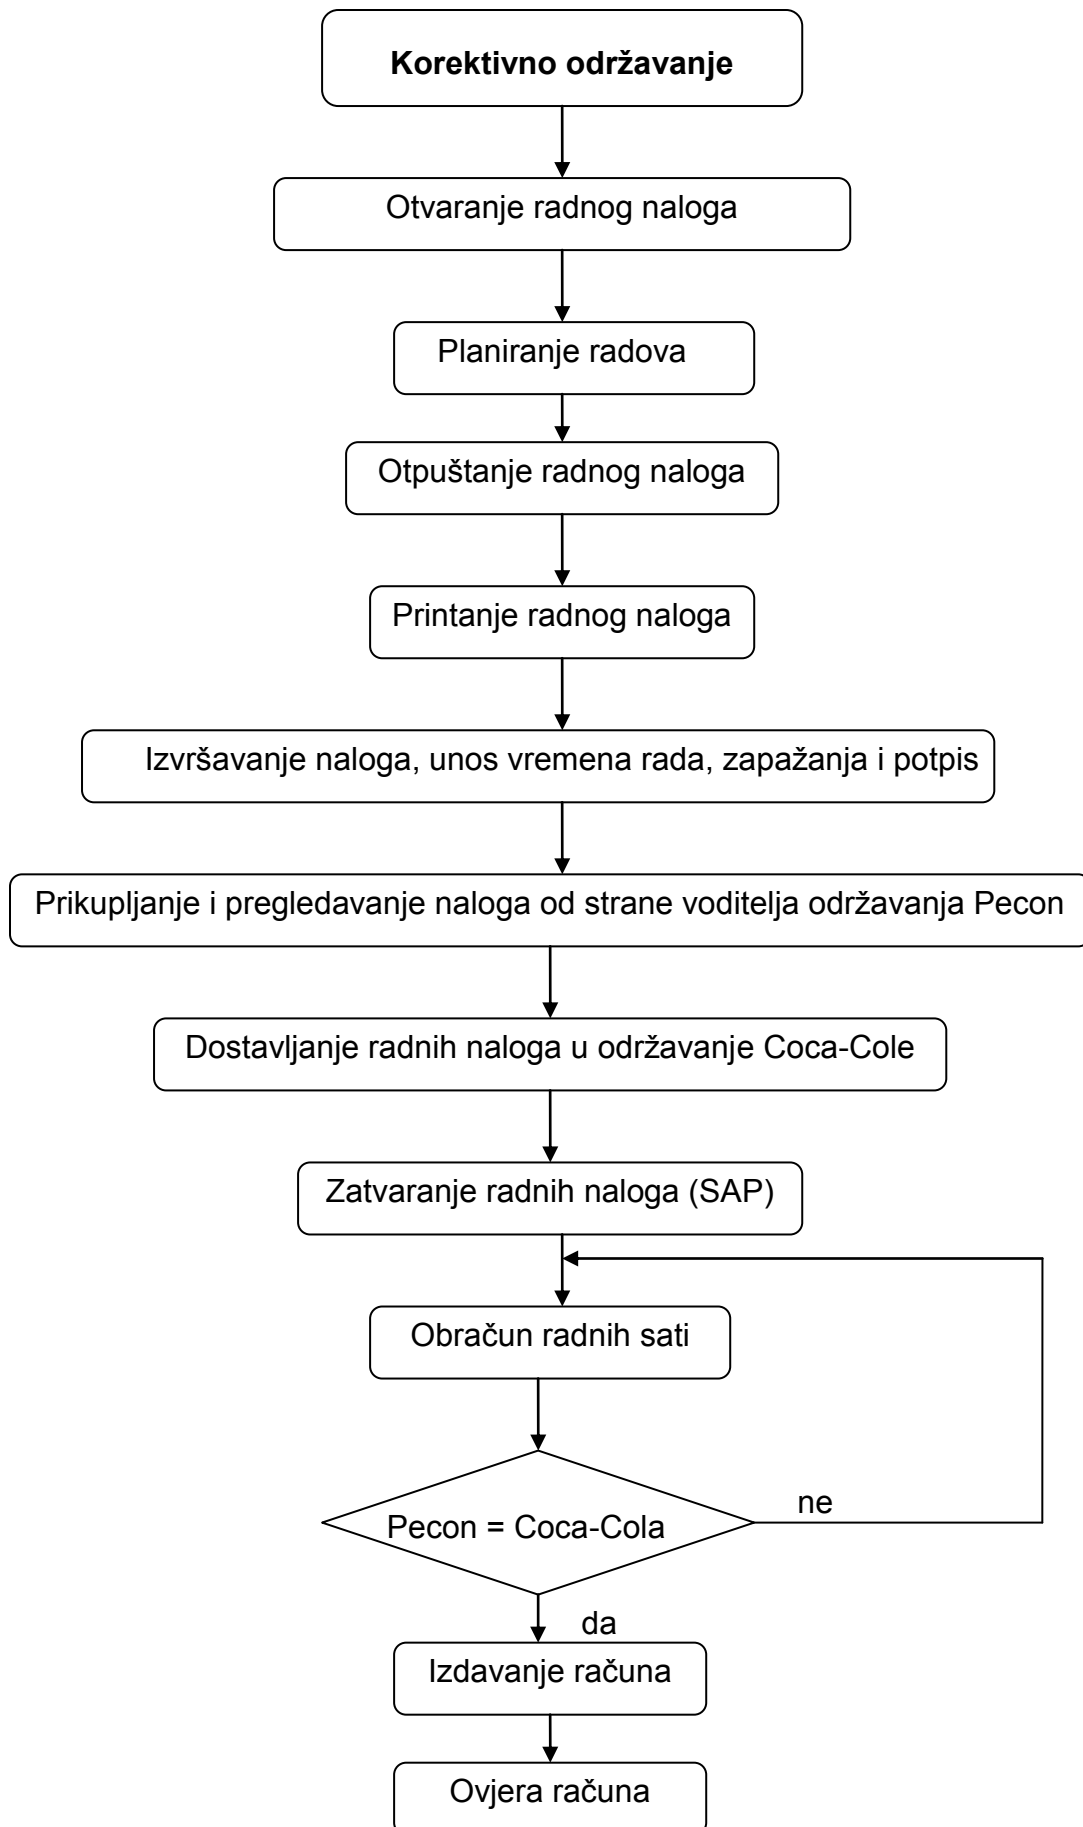 Korektivno održavanje
Otvaranje radnog naloga
Planiranje radova
Otpuštanje radnog naloga
Printanje radnog naloga
Izvršavanje naloga, unos vremena rada, zapažanja i potpis
Prikupljanje i pregledavanje naloga od strane voditelja održavanja Pecon
Dostavljanje radnih naloga u održavanje Coca-Cole
Zatvaranje radnih naloga (SAP)
Obračun radnih sati
ne
Pecon = Coca-Cola
da
Izdavanje računa
Ovjera računa